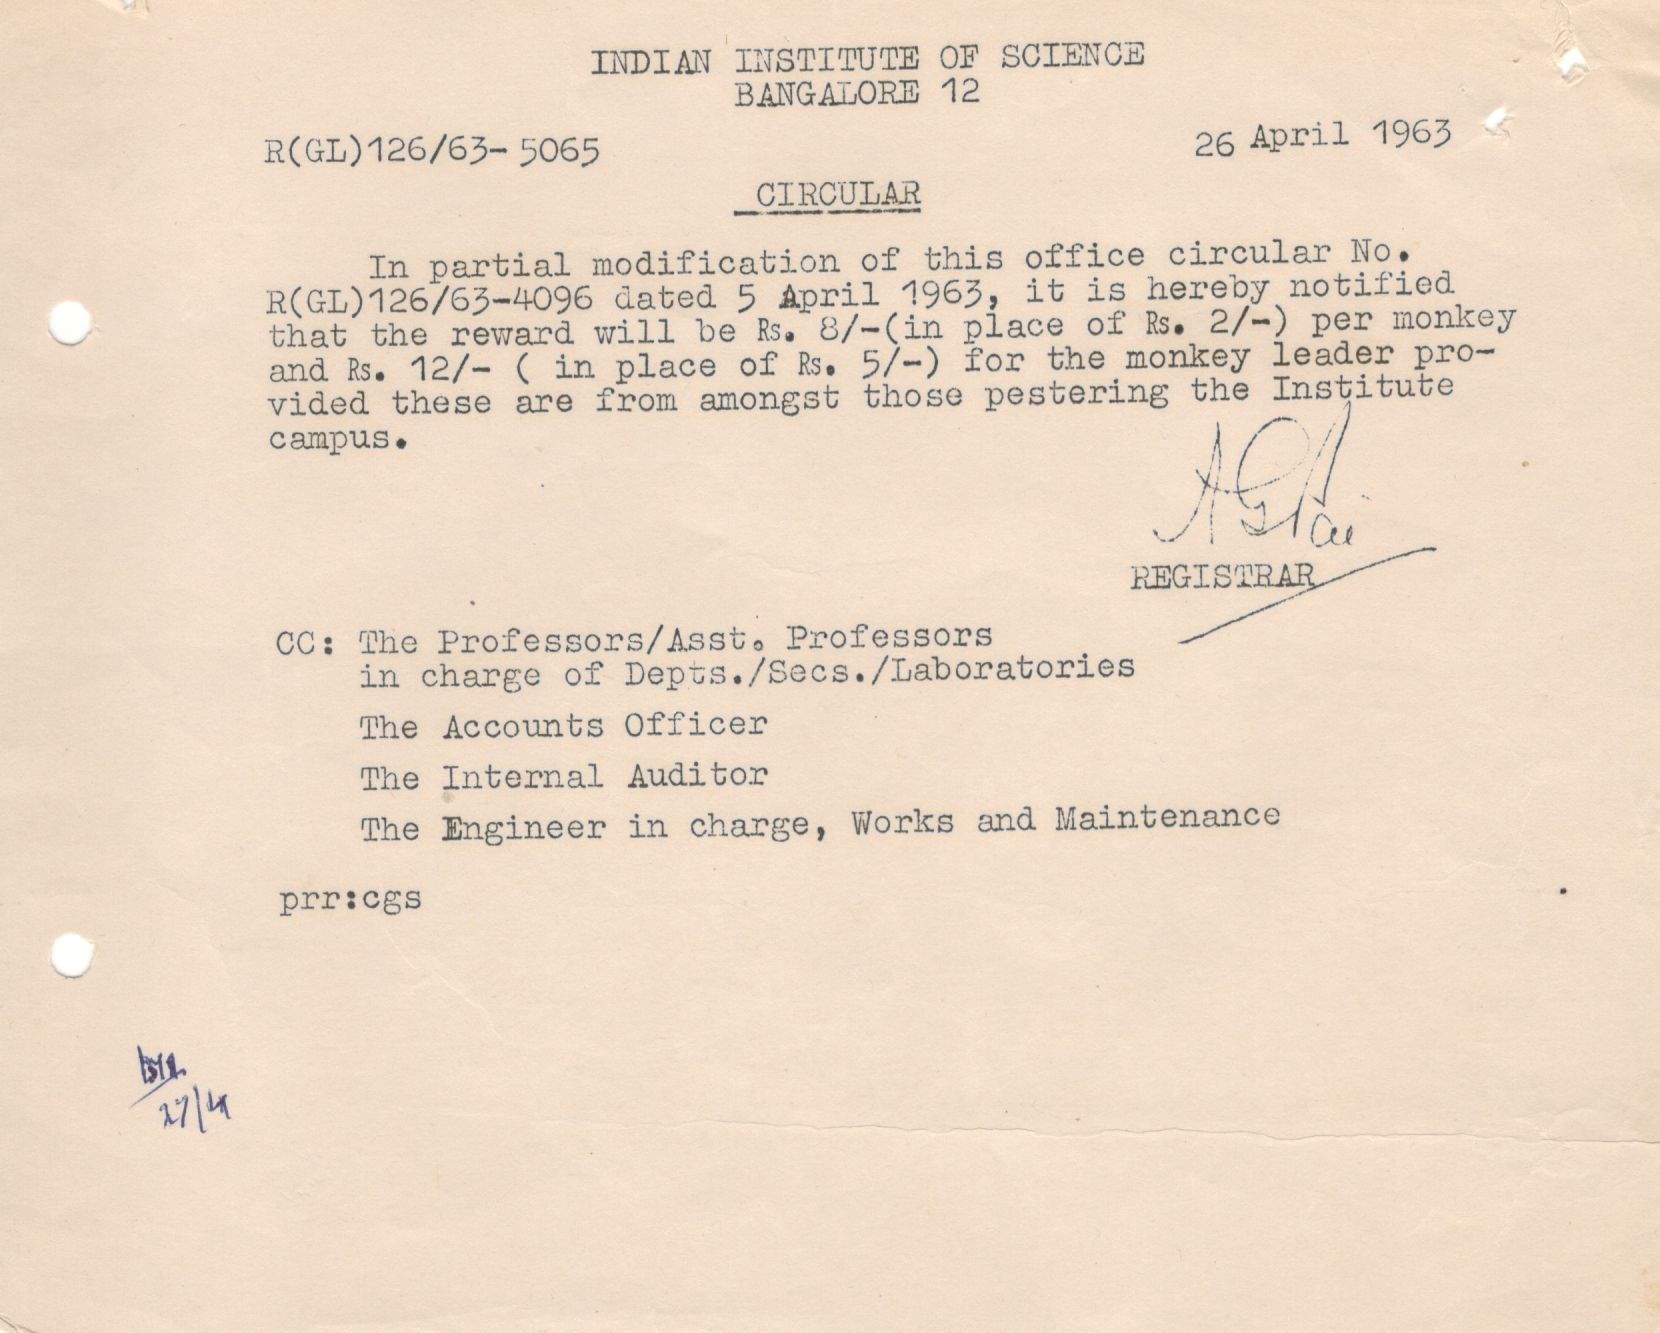 INDIAN INSTITUTE OF SCIENCE
BANGALORE 12
R(GL)126/63-5065
26 April 1963
CIRCULAR
In partial modification of this office circular No.
R(GL)126/63-4096 dated 5 April 1963, it is hereby notified
that the reward will be Rs. 8/-(in place of Rs. 2/-) per monkey
and Rs. 12/- ( in place of Rs. 5/-) for the monkey leader pro-
vided these are from amongst those pestering the Institute
campus.
A G Pai
REGISTRAR
CC: The Professors/Asst. Professors
in charge of Depts./Secs./Laboratories
The Accounts Officer
The Internal Auditor
The Engineer in charge, Works and Maintenance
prr:cgs
27/4